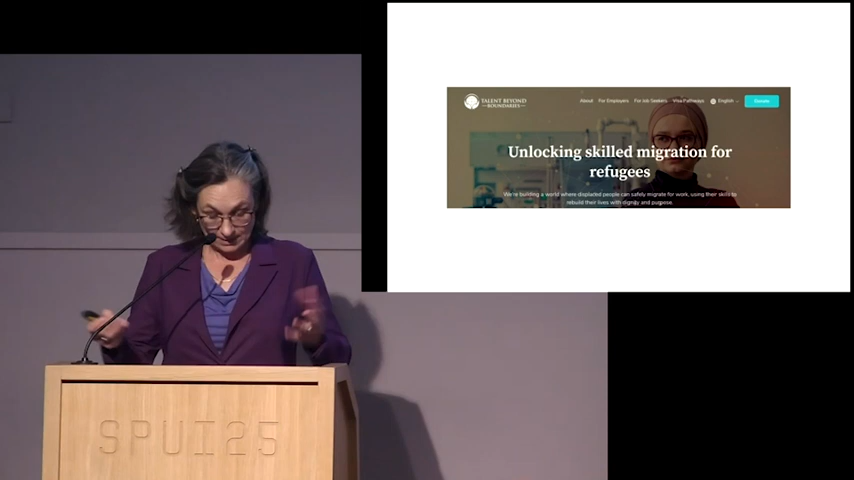 TALENT BEYOND
BOUNDARIES
About For Employers For Job Seekers Visa Pathways English Donate
Unlocking skilled migration for
refugees
We're building a world where displaced people can safely migrate for work, using their skills to
rebuild their lives with dignity and purpose.
SPUI25